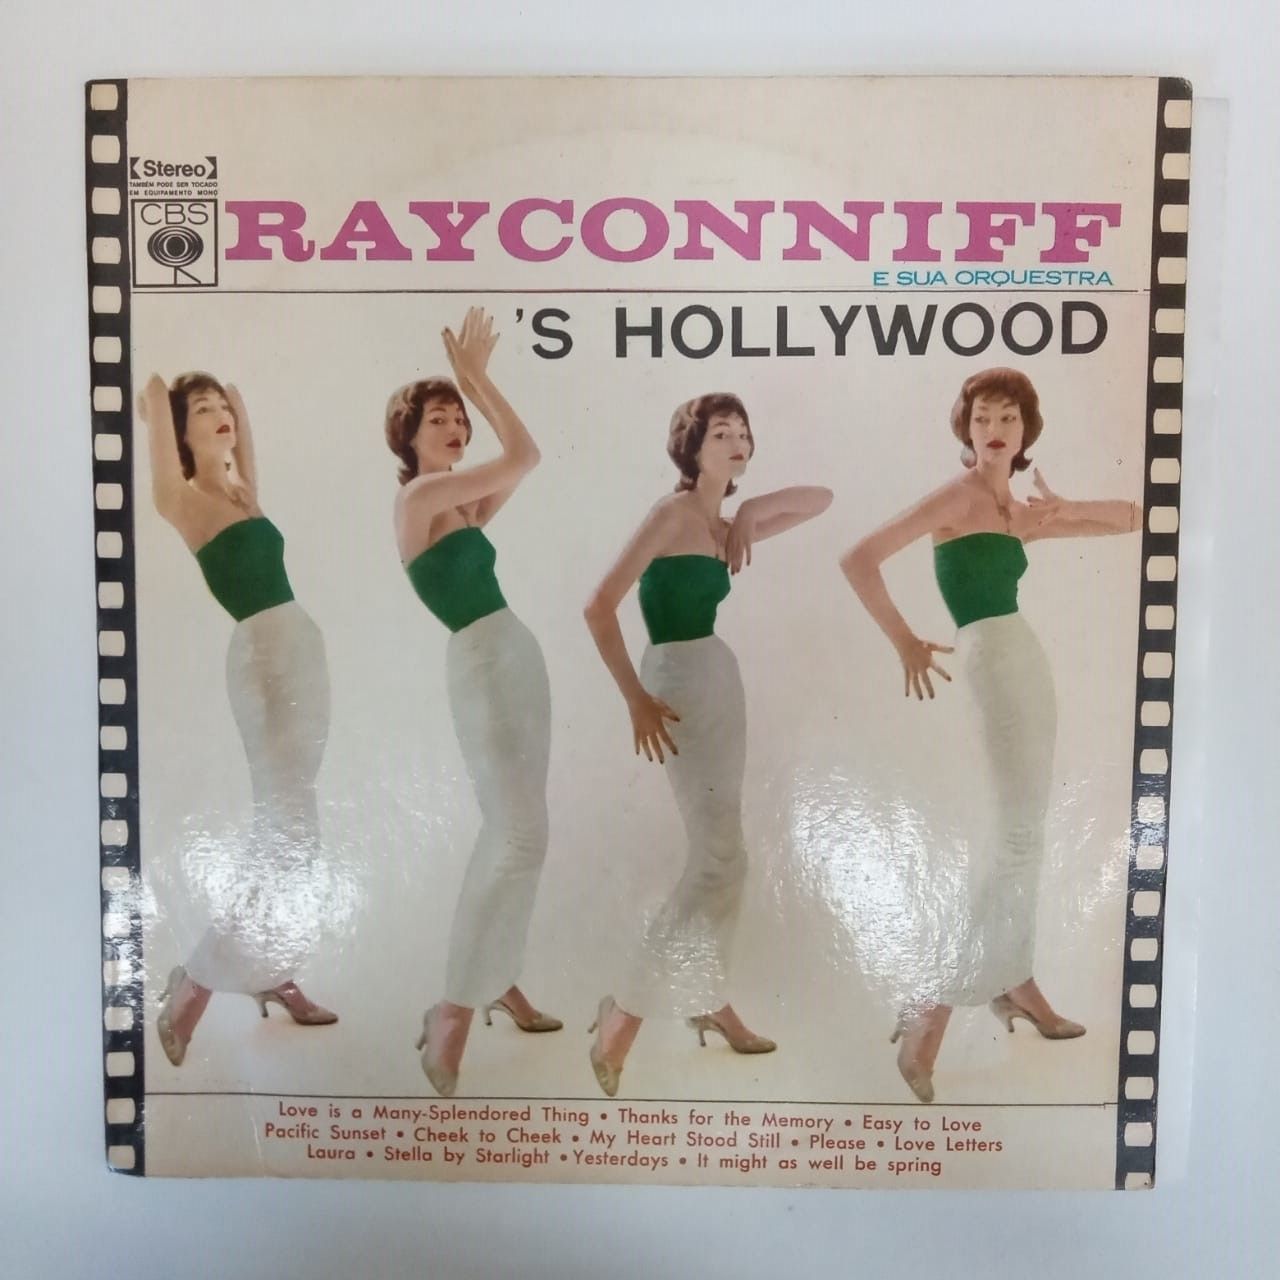 Stereo
TAMBÉM PODE SER TOCADO
EM EQUIPAMENTO MONO
CBS
RAY CONNIFF
E SUA ORQUESTRA
'S HOLLYWOOD
Love is a Many-Splendored Thing • Thanks for the Memory • Easy to Love
Pacific Sunset • Cheek to Cheek • My Heart Stood Still • Please • Love Letters
Laura • Stella by Starlight • Yesterdays • It might as well be spring